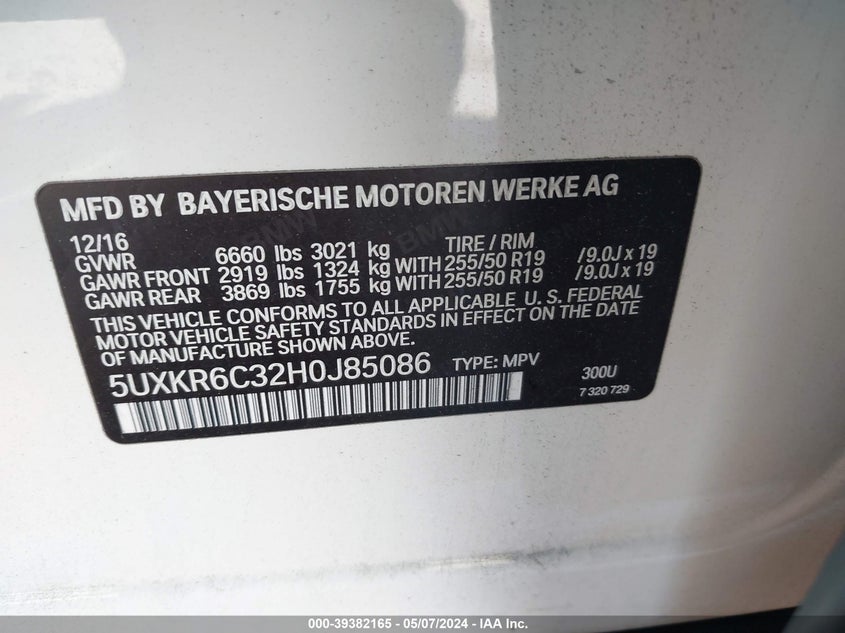 MFD BY BAYERISCHE MOTOREN WERKE AG
12/16 TIRE / RIM
GVWR 6660 lbs 3021 kg
GAWR FRONT 2919 lbs 1324 kg WITH 255/50 R19 /9.0J x 19
GAWR REAR 3869 lbs 1755 kg WITH 255/50 R19 /9.0J x 19
THIS VEHICLE CONFORMS TO ALL APPLICABLE U. S. FEDERAL
MOTOR VEHICLE SAFETY STANDARDS IN EFFECT ON THE DATE
OF MANUFACTURE SHOWN ABOVE.
5UXKR6C32H0J85086 TYPE: MPV 300U
7 320 729
000-39382165 - 05/07/2024 - IAA Inc.